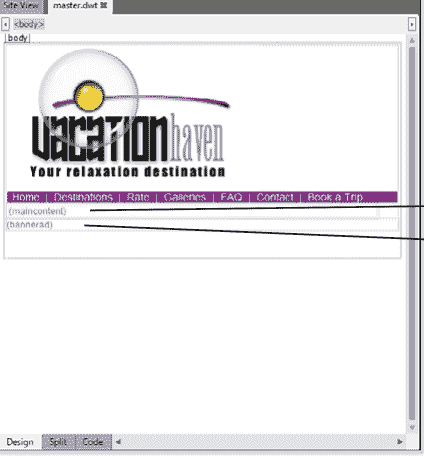 Site View master.dwt
<body>
body
vacation haven
Your relaxation destination
Home | Destinations | Rate | Galleries | FAQ | Contact | Book a Trip
(maincontent)
(bannerad)
Design Split Code